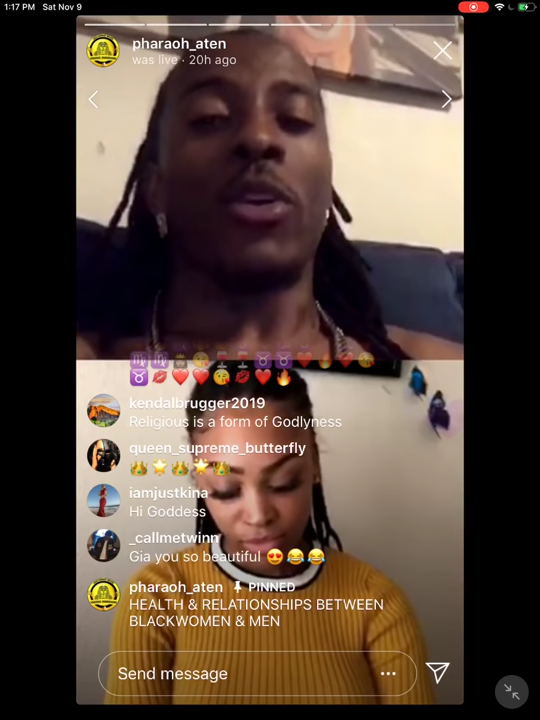 1:17 PM Sat Nov 9
pharaoh_aten
was live · 20h ago
kendalbrugger2019
Religious is a form of Godlyness
queen_supreme_butterfly
👑🌟👑🌟👑
iamjustkina
Hi Goddess
_callmetwinn
Gia you so beautiful 😍😂😂
pharaoh_aten PINNED
HEALTH & RELATIONSHIPS BETWEEN
BLACKWOMEN & MEN
Send message